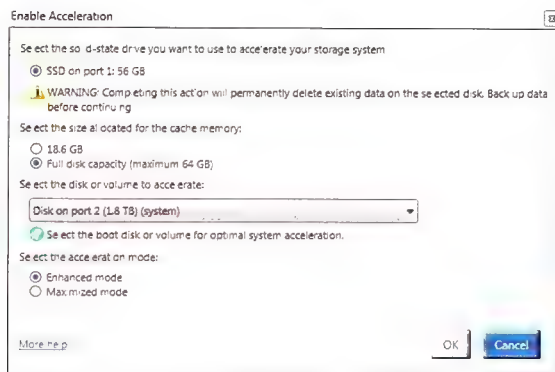 Enable Acceleration
Select the solid-state drive you want to use to accelerate your storage system
SSD on port 1: 56 GB
WARNING: Completing this action will permanently delete existing data on the selected disk. Back up data
before continuing
Select the size allocated for the cache memory:
18.6 GB
Full disk capacity (maximum 64 GB)
Select the disk or volume to accelerate:
Disk on port 2 (1.8 TB) (system)
Select the boot disk or volume for optimal system acceleration.
Select the acceleration mode:
Enhanced mode
Maximized mode
More help
OK
Cancel